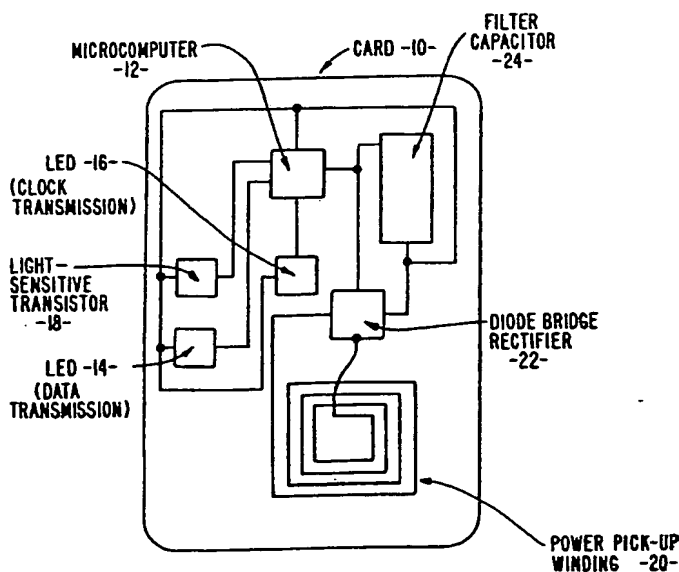 MICROCOMPUTER
-12-
CARD -10-
FILTER
CAPACITOR
-24-
LED -16-
(CLOCK
TRANSMISSION)
LIGHT-
SENSITIVE
TRANSISTOR
-18-
LED -14-
(DATA
TRANSMISSION)
DIODE BRIDGE
RECTIFIER
-22-
POWER PICK-UP
WINDING -20-